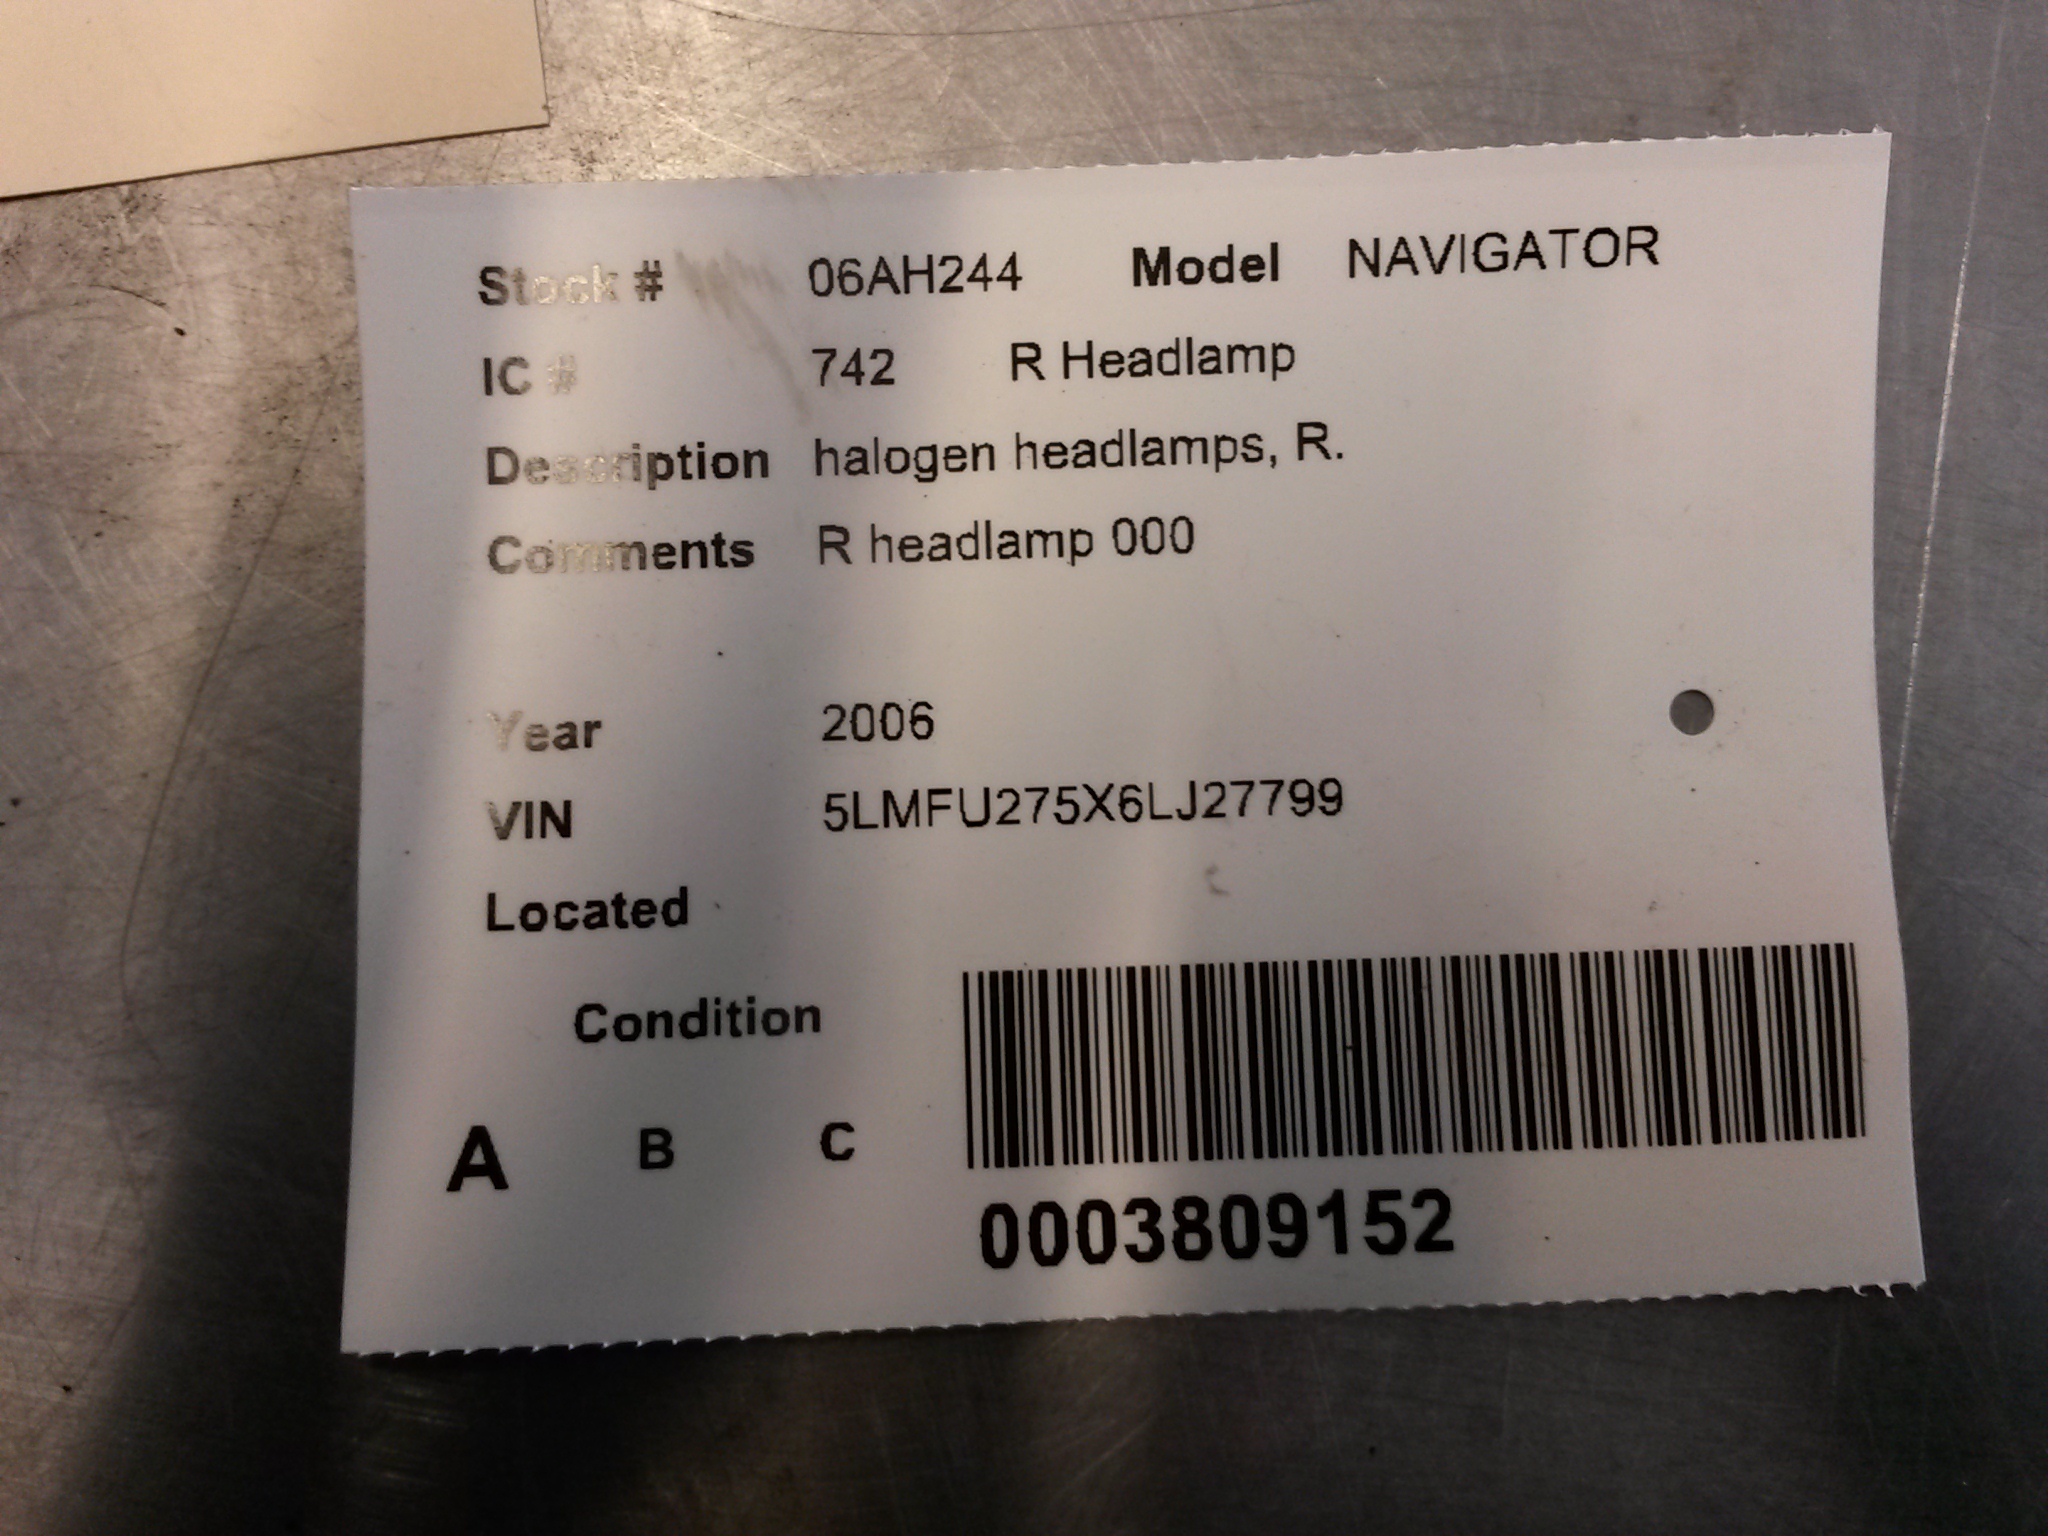 Stock # 06AH244 Model NAVIGATOR
IC # 742 R Headlamp
Description halogen headlamps, R.
Comments R headlamp 000
Year 2006
VIN 5LMFU275X6LJ27799
Located
Condition
A B C
0003809152